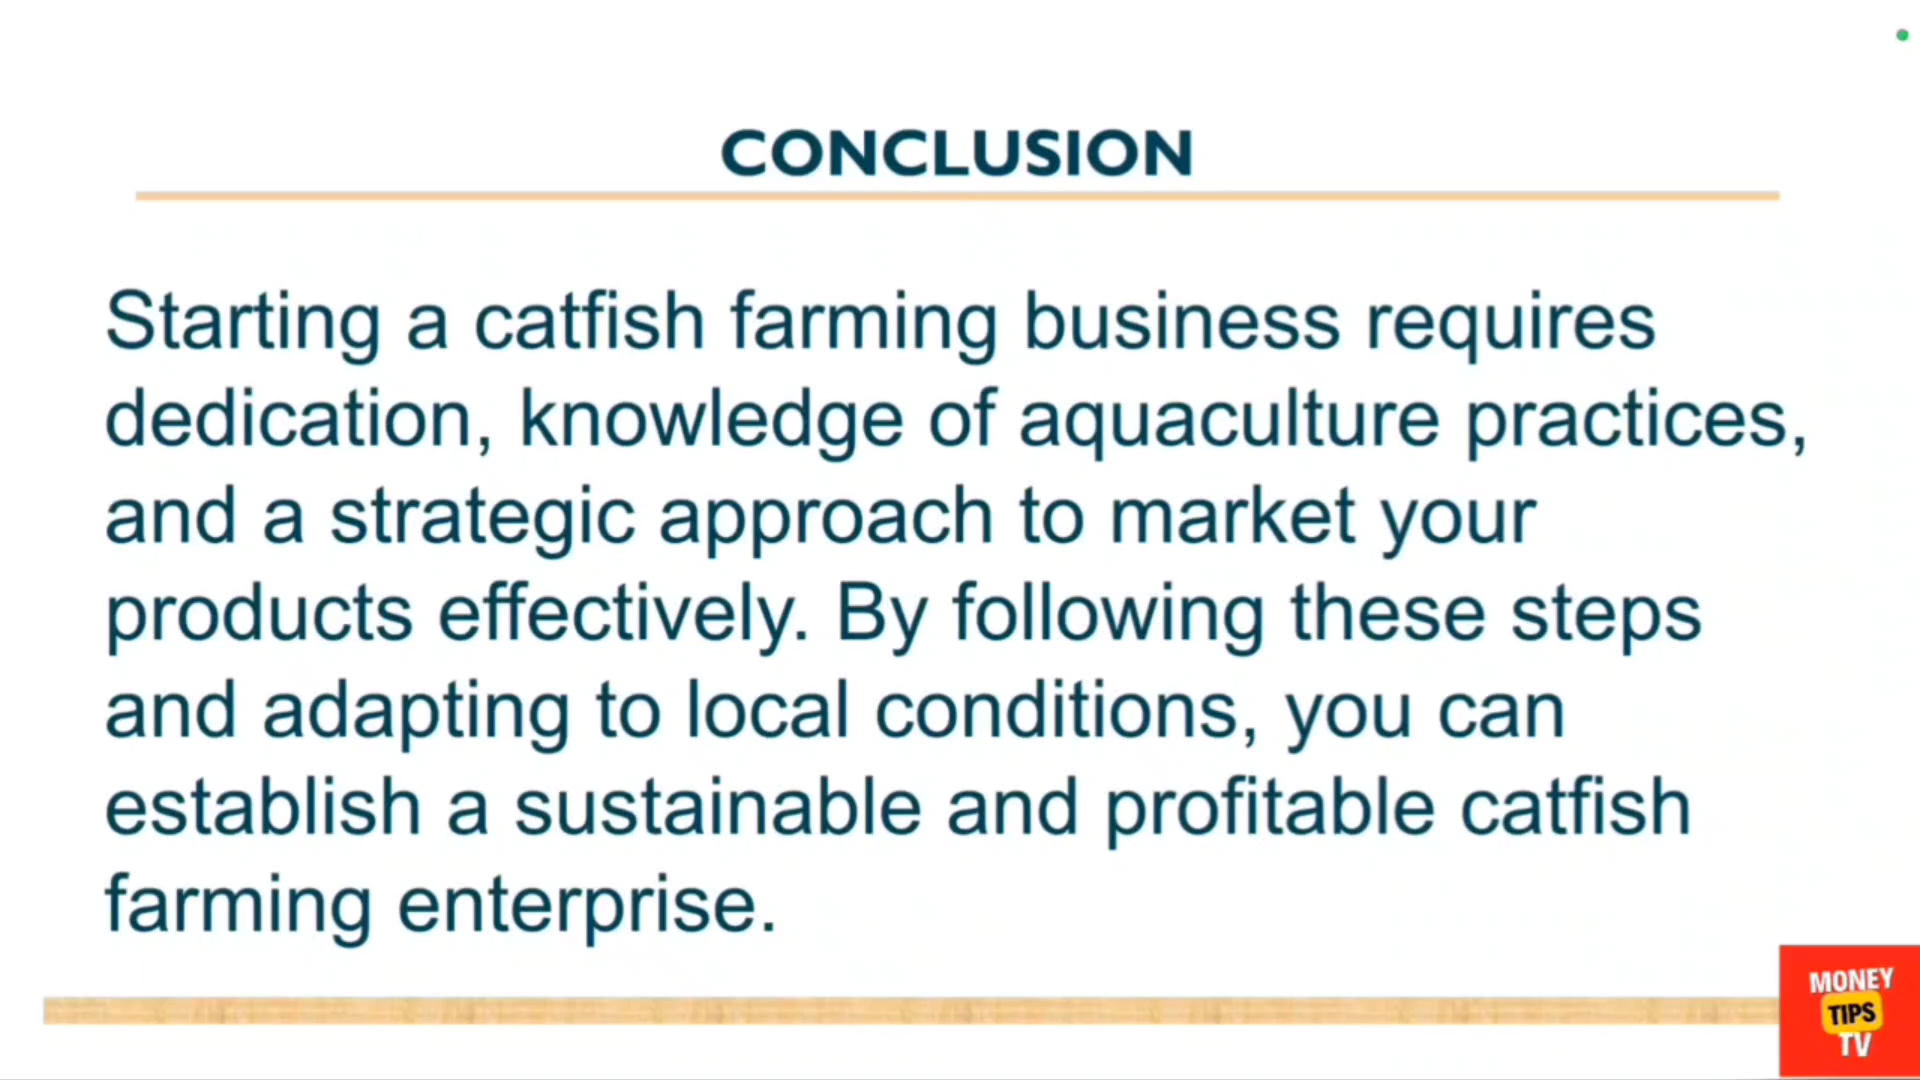 CONCLUSION
Starting a catfish farming business requires
dedication, knowledge of aquaculture practices,
and a strategic approach to market your
products effectively. By following these steps
and adapting to local conditions, you can
establish a sustainable and profitable catfish
farming enterprise.
MONEY
TIPS
TV